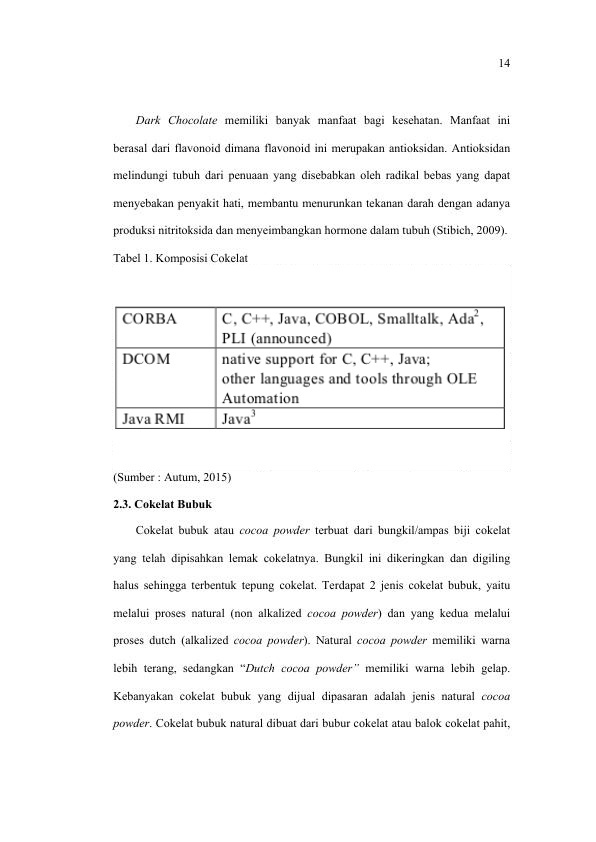 14
Dark Chocolate memiliki banyak manfaat bagi kesehatan. Manfaat ini
berasal dari flavonoid dimana flavonoid ini merupakan antioksidan. Antioksidan
melindungi tubuh dari penuaan yang disebabkan oleh radikal bebas yang dapat
menyebakan penyakit hati, membantu menurunkan tekanan darah dengan adanya
produksi nitritoksida dan menyeimbangkan hormone dalam tubuh (Stibich, 2009).
Tabel 1. Komposisi Cokelat
CORBA C, C++, Java, COBOL, Smalltalk, Ada², 
PLI (announced)
DCOM native support for C, C++, Java;
other languages and tools through OLE
Automation
Java RMI Java³
(Sumber : Autum, 2015)
2.3. Cokelat Bubuk
Cokelat bubuk atau cocoa powder terbuat dari bungkil/ampas biji cokelat
yang telah dipisahkan lemak cokelatnya. Bungkil ini dikeringkan dan digiling
halus sehingga terbentuk tepung cokelat. Terdapat 2 jenis cokelat bubuk, yaitu
melalui proses natural (non alkalized cocoa powder) dan yang kedua melalui
proses dutch (alkalized cocoa powder). Natural cocoa powder memiliki warna
lebih terang, sedangkan “Dutch cocoa powder” memiliki warna lebih gelap.
Kebanyakan cokelat bubuk yang dijual dipasaran adalah jenis natural cocoa
powder. Cokelat bubuk natural dibuat dari bubur cokelat atau balok cokelat pahit,